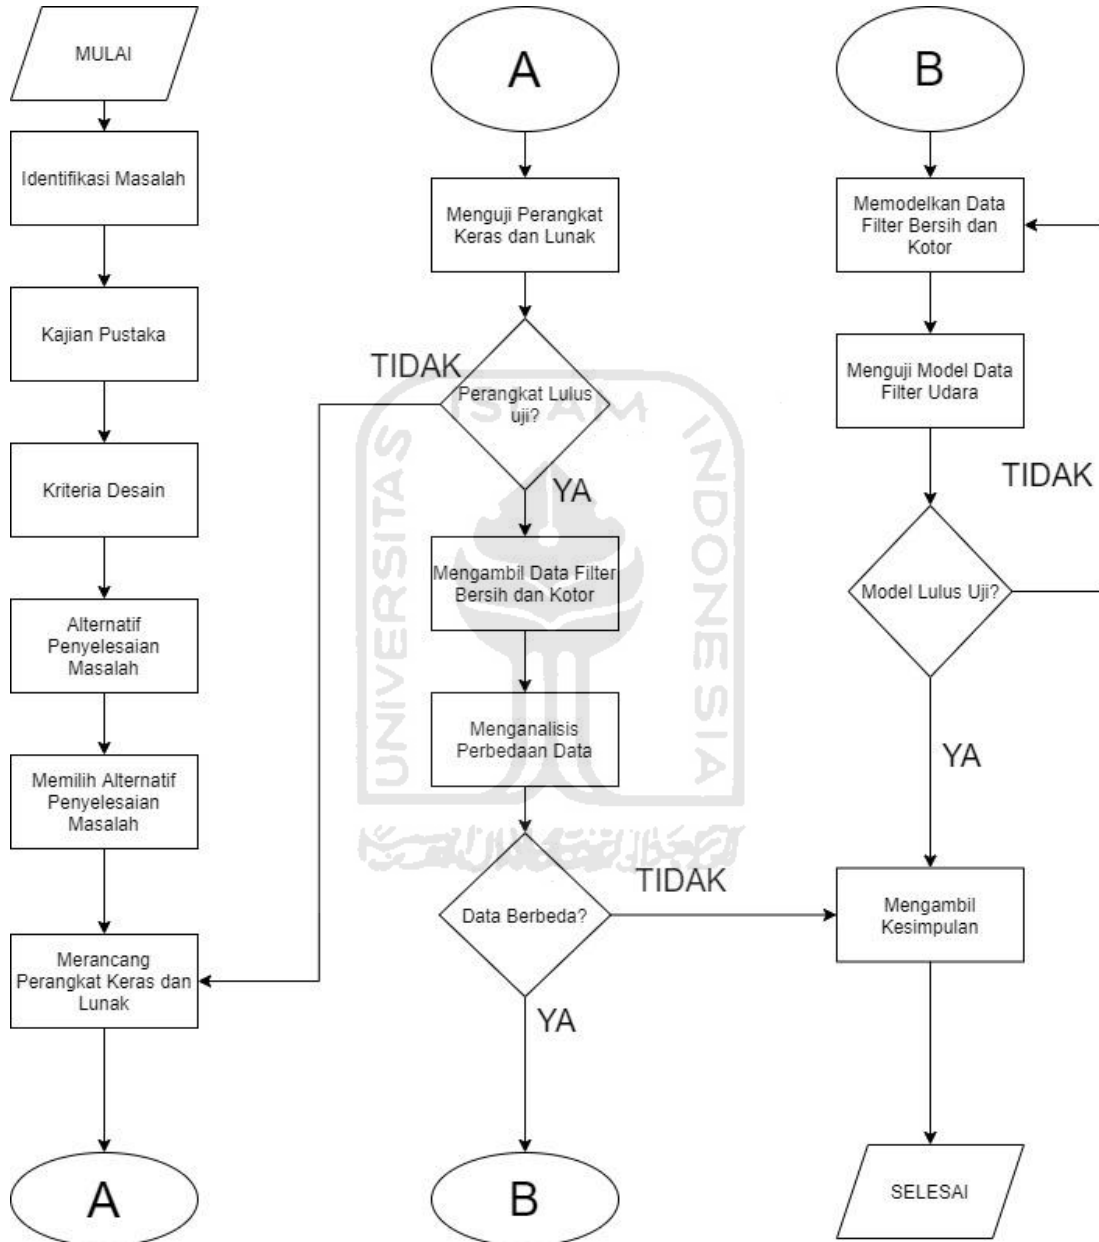 MULAI
Identifikasi Masalah
Kajian Pustaka
Kriteria Desain
Alternatif
Penyelesaian
Masalah
Memilih Alternatif
Penyelesaian
Masalah
Merancang
Perangkat Keras dan
Lunak
A
A
Menguji Perangkat
Keras dan Lunak
TIDAK
Perangkat Lulus
uji?
YA
Mengambil Data Filter
Bersih dan Kotor
Menganalisis
Perbedaan Data
Data Berbeda?
TIDAK
YA
B
B
Memodelkan Data
Filter Bersih dan
Kotor
Menguji Model Data
Filter Udara
TIDAK
Model Lulus Uji?
YA
Mengambil
Kesimpulan
SELESAI
UNIVERSITAS
ISLAM
INDONESIA